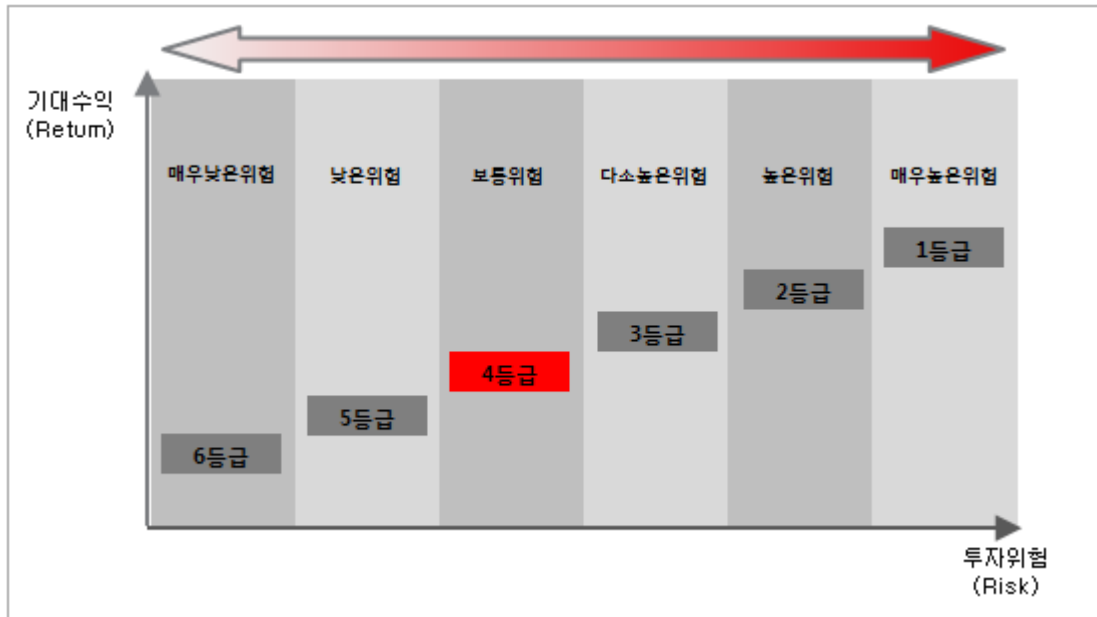 기대수익
(Retum)
매우낮은위험
낮은위험
보통위험
다소높은위험
높은위험
매우높은위험
1등급
2등급
3등급
4등급
5등급
6등급
투자위험
(Risk)